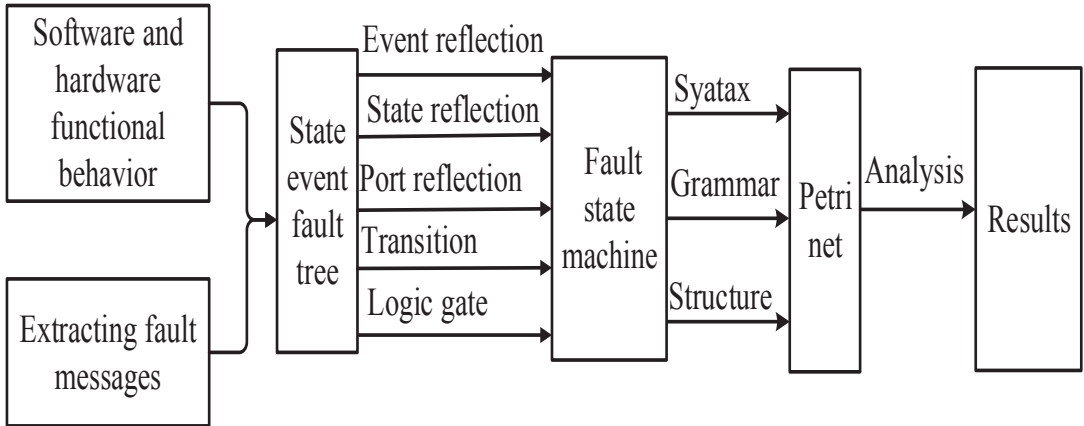 Software and
hardware
functional
behavior
Extracting fault
messages
State
event
fault
tree
Event reflection
State reflection
Port reflection
Transition
Logic gate
Fault
state
machine
Syatax
Grammar
Structure
Petri
net
Analysis
Results